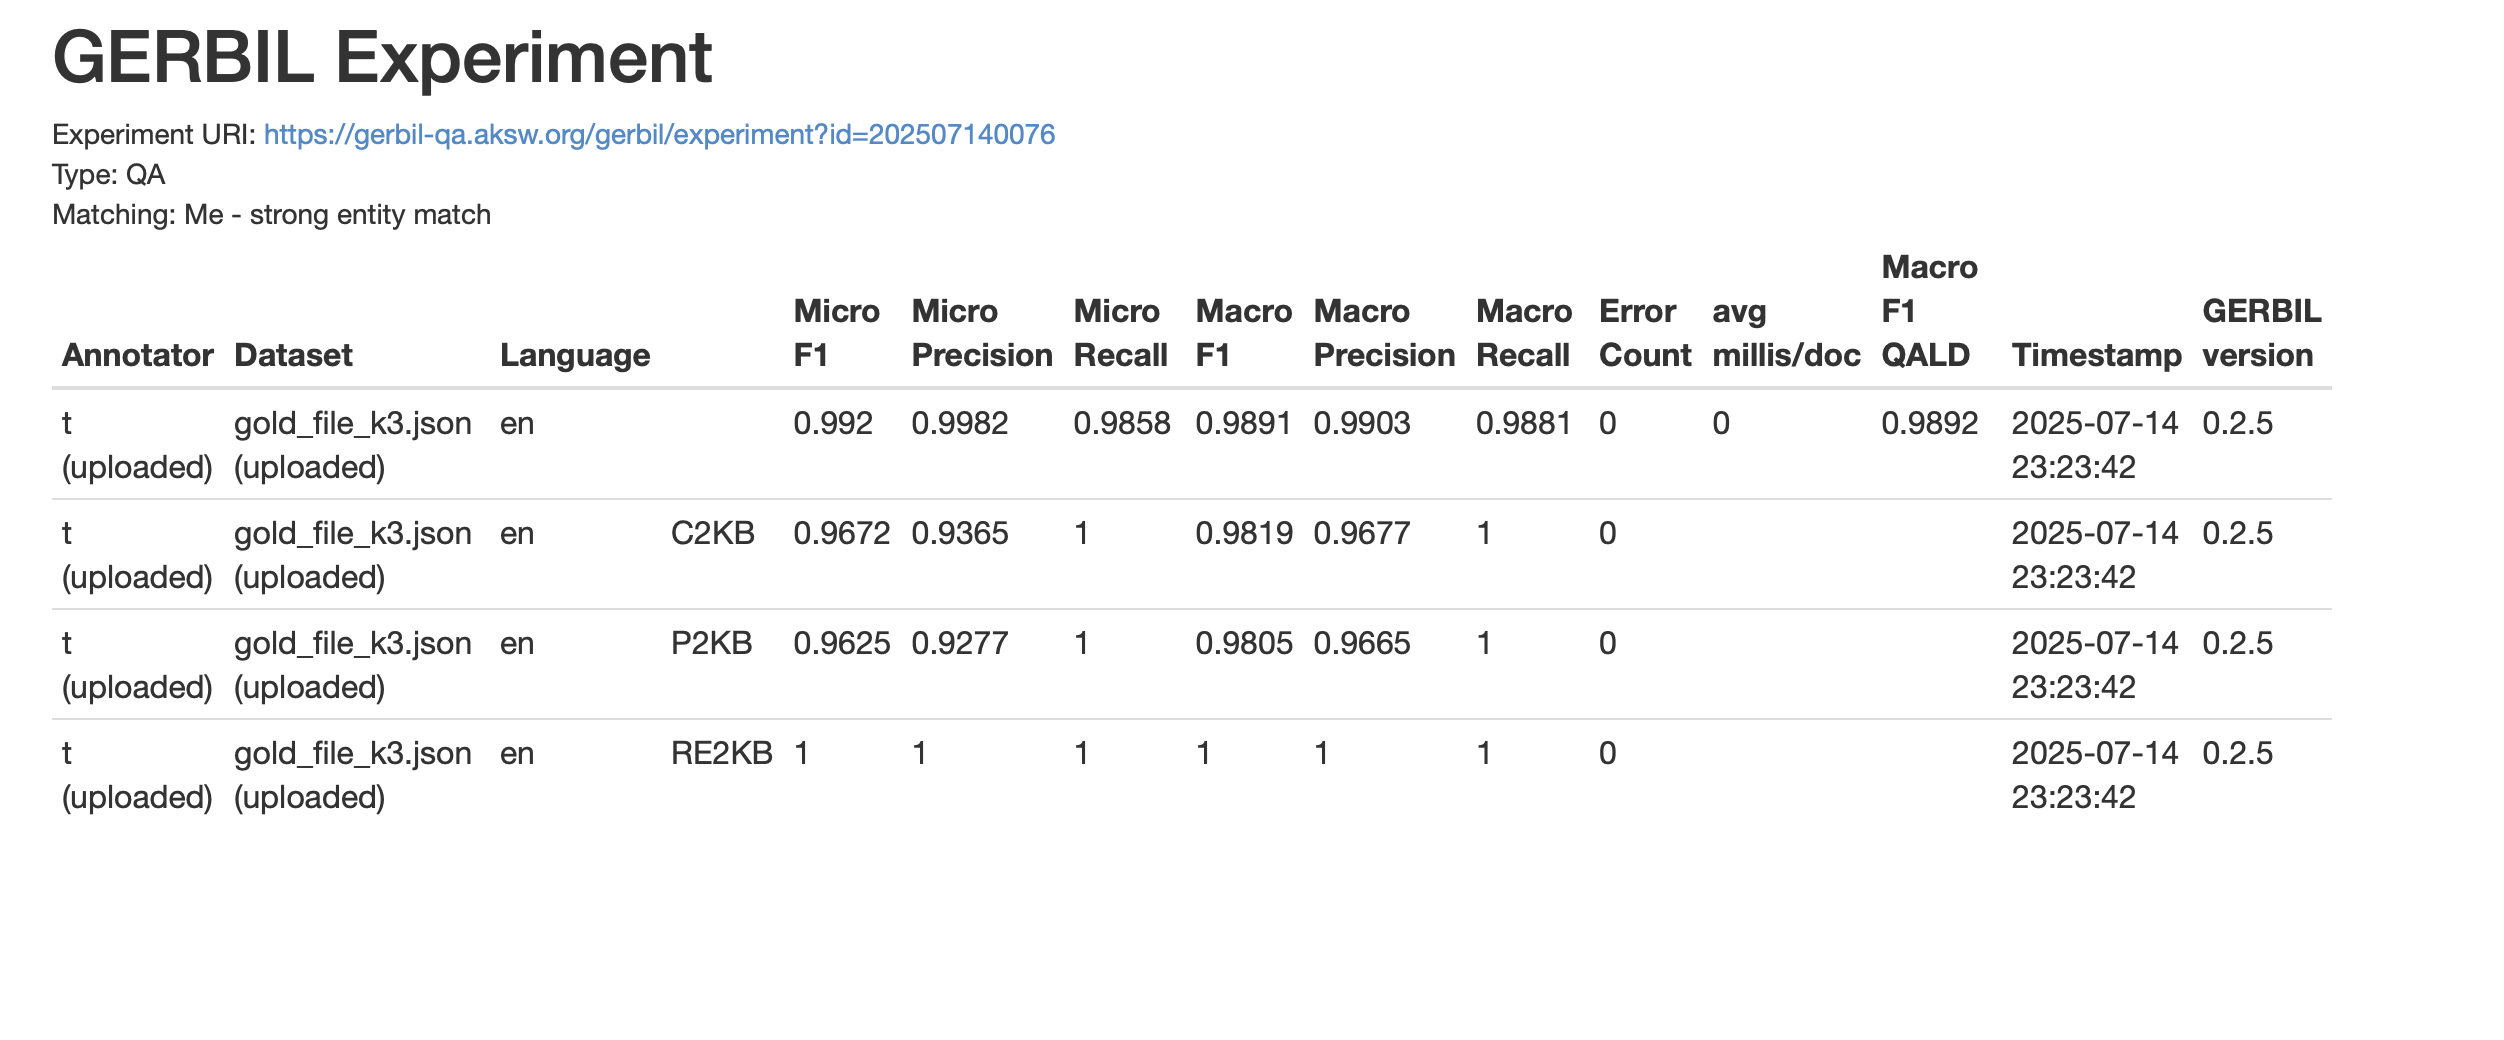 GERBIL Experiment
Experiment URI: https://gerbil-qa.aksw.org/gerbil/experiment?id=202507140076
Type: QA
Matching: Me - strong entity match
Annotator Dataset Language Micro F1 Micro Precision Micro Recall Macro F1 Macro Precision Macro Recall Error Count avg millis/doc Macro F1 QALD Timestamp GERBIL version
t gold_file_k3.json en 0.992 0.9982 0.9858 0.9891 0.9903 0.9881 0 0 0.9892 2025-07-14 0.2.5
(uploaded) (uploaded) 23:23:42
t gold_file_k3.json en C2KB 0.9672 0.9365 1 0.9819 0.9677 1 0 2025-07-14 0.2.5
(uploaded) (uploaded) 23:23:42
t gold_file_k3.json en P2KB 0.9625 0.9277 1 0.9805 0.9665 1 0 2025-07-14 0.2.5
(uploaded) (uploaded) 23:23:42
t gold_file_k3.json en RE2KB 1 1 1 1 1 1 0 2025-07-14 0.2.5
(uploaded) (uploaded) 23:23:42